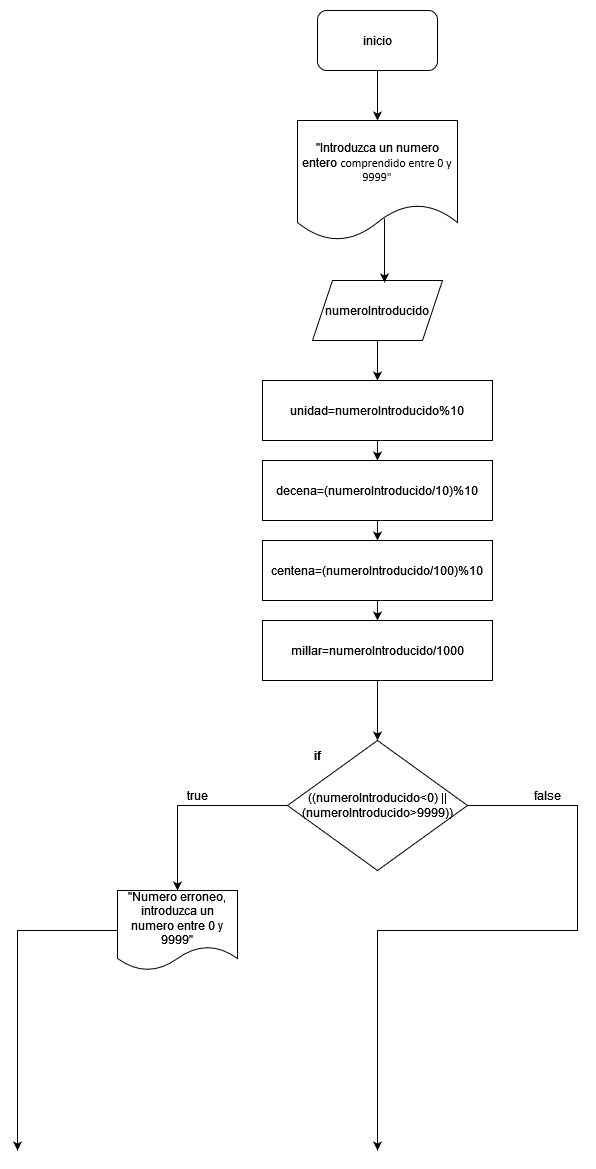 inicio
"Introduzca un numero
entero comprendido entre 0 y
9999"
numeroIntroducido
unidad=numeroIntroducido%10
decena=(numeroIntroducido/10)%10
centena=(numeroIntroducido/100)%10
millar=numeroIntroducido/1000
if
((numeroIntroducido<0) ||
(numeroIntroducido>9999))
true
false
"Numero erroneo,
introduzca un
numero entre 0 y
9999"